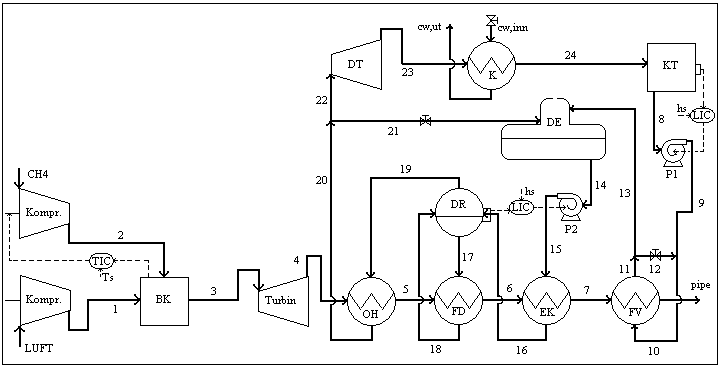 cw,ut
cw,inn
DT
K
23
24
KT
hs
LIC
8
P1
22
21
DE
CH4
Kompr.
2
TIC
Ts
20
19
DR
hs
LIC
P2
14
13
9
15
17
4
Kompr.
1
BK
3
Turbin
OH
5
FD
6
EK
7
11
12
FV
pipe
LUFT
18
16
10